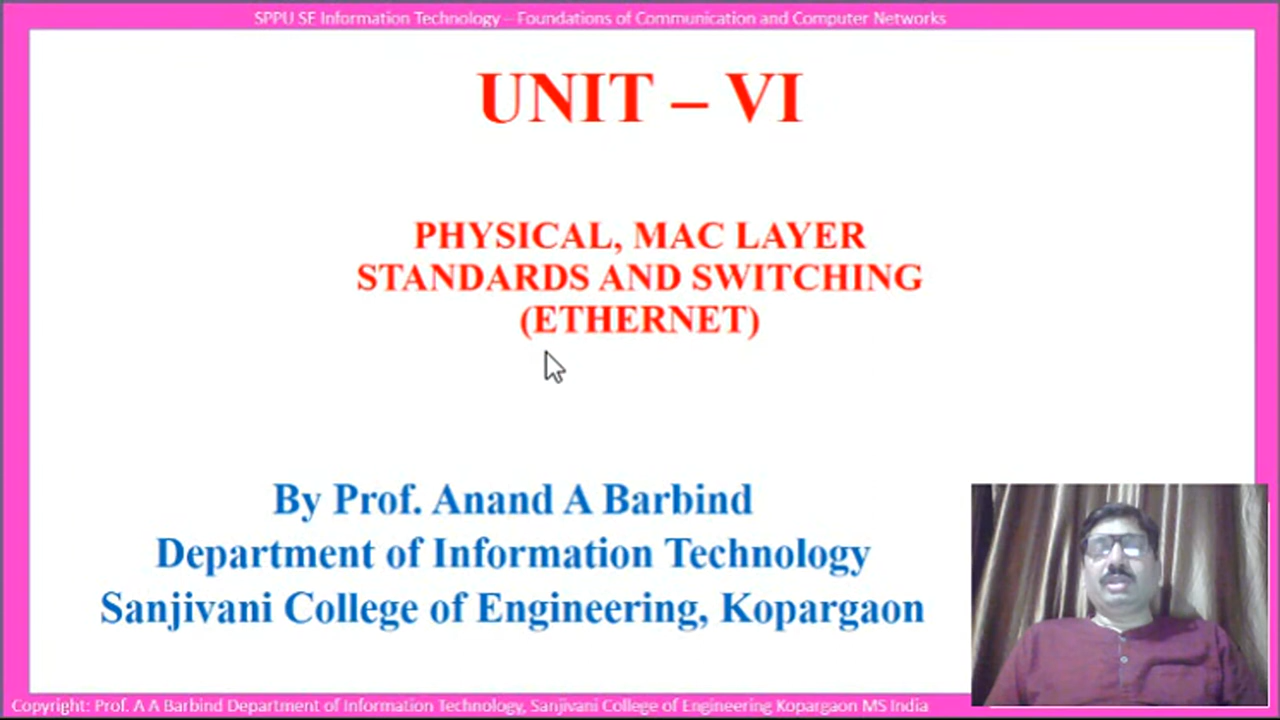 SPPU SE Information Technology – Foundations of Communication and Computer Networks
UNIT – VI
PHYSICAL, MAC LAYER
STANDARDS AND SWITCHING
(ETHERNET)
By Prof. Anand A Barbind
Department of Information Technology
Sanjivani College of Engineering, Kopargaon
Copyright: Prof. A A Barbind Department of Information Technology, Sanjivani College of Engineering Kopargaon MS India